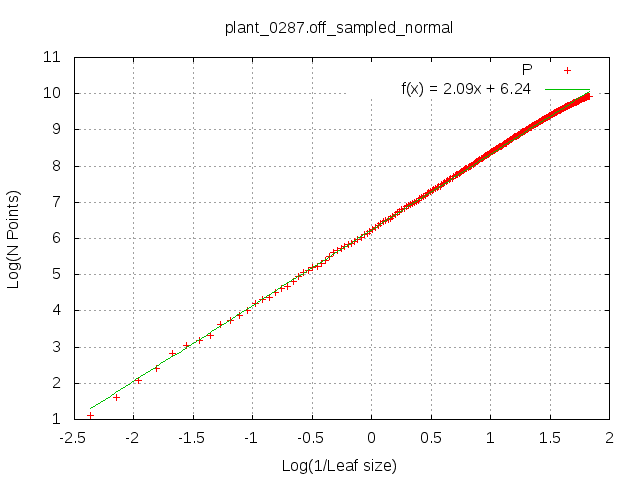 plant_0287.off_sampled_normal
P
f(x) = 2.09x + 6.24
Log(N Points)
11
10
9
8
7
6
5
4
3
2
1
-2.5 -2 -1.5 -1 -0.5 0 0.5 1 1.5 2
Log(1/Leaf size)